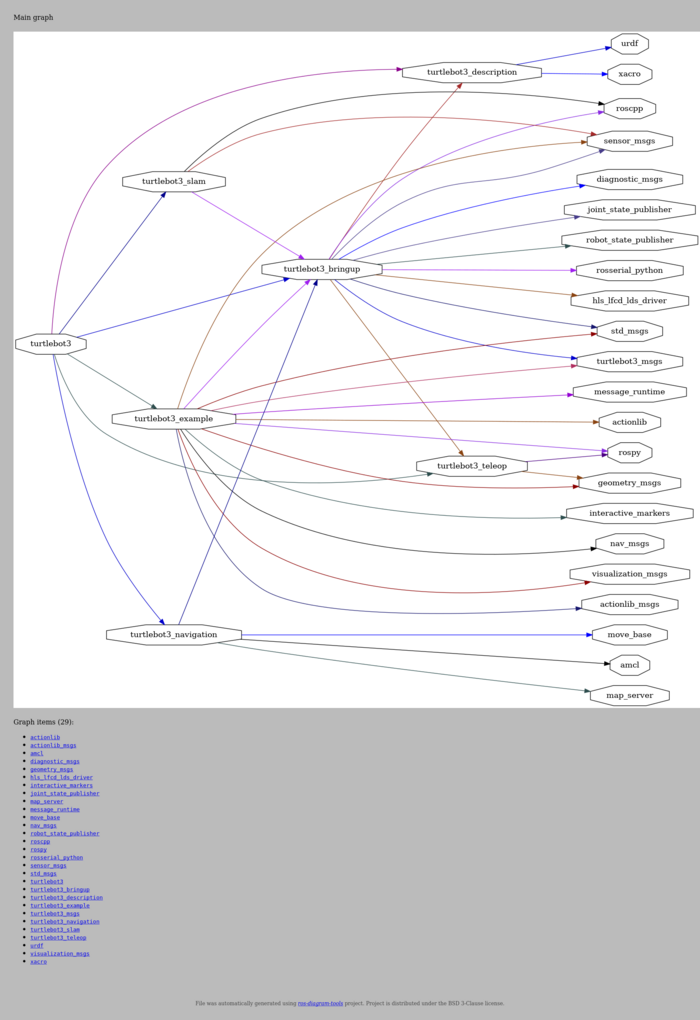 Main graph
urdf
turtlebot3_description
xacro
roscpp
sensor_msgs
turtlebot3_slam
diagnostic_msgs
joint_state_publisher
robot_state_publisher
turtlebot3_bringup
rosserial_python
hls_lfcd_lds_driver
std_msgs
turtlebot3
turtlebot3_msgs
message_runtime
turtlebot3_example
actionlib
rospy
turtlebot3_teleop
geometry_msgs
interactive_markers
nav_msgs
visualization_msgs
actionlib_msgs
turtlebot3_navigation
move_base
amcl
map_server
Graph items (29):
actionlib
actionlib_msgs
amcl
diagnostic_msgs
geometry_msgs
hls_lfcd_lds_driver
interactive_markers
joint_state_publisher
map_server
message_runtime
move_base
nav_msgs
robot_state_publisher
roscpp
rospy
rosserial_python
sensor_msgs
std_msgs
turtlebot3
turtlebot3_bringup
turtlebot3_description
turtlebot3_example
turtlebot3_msgs
turtlebot3_navigation
turtlebot3_slam
turtlebot3_teleop
urdf
visualization_msgs
xacro
File was automatically generated using rse-diagram-tools project. Project is distributed under the BSD 3-Clause license.